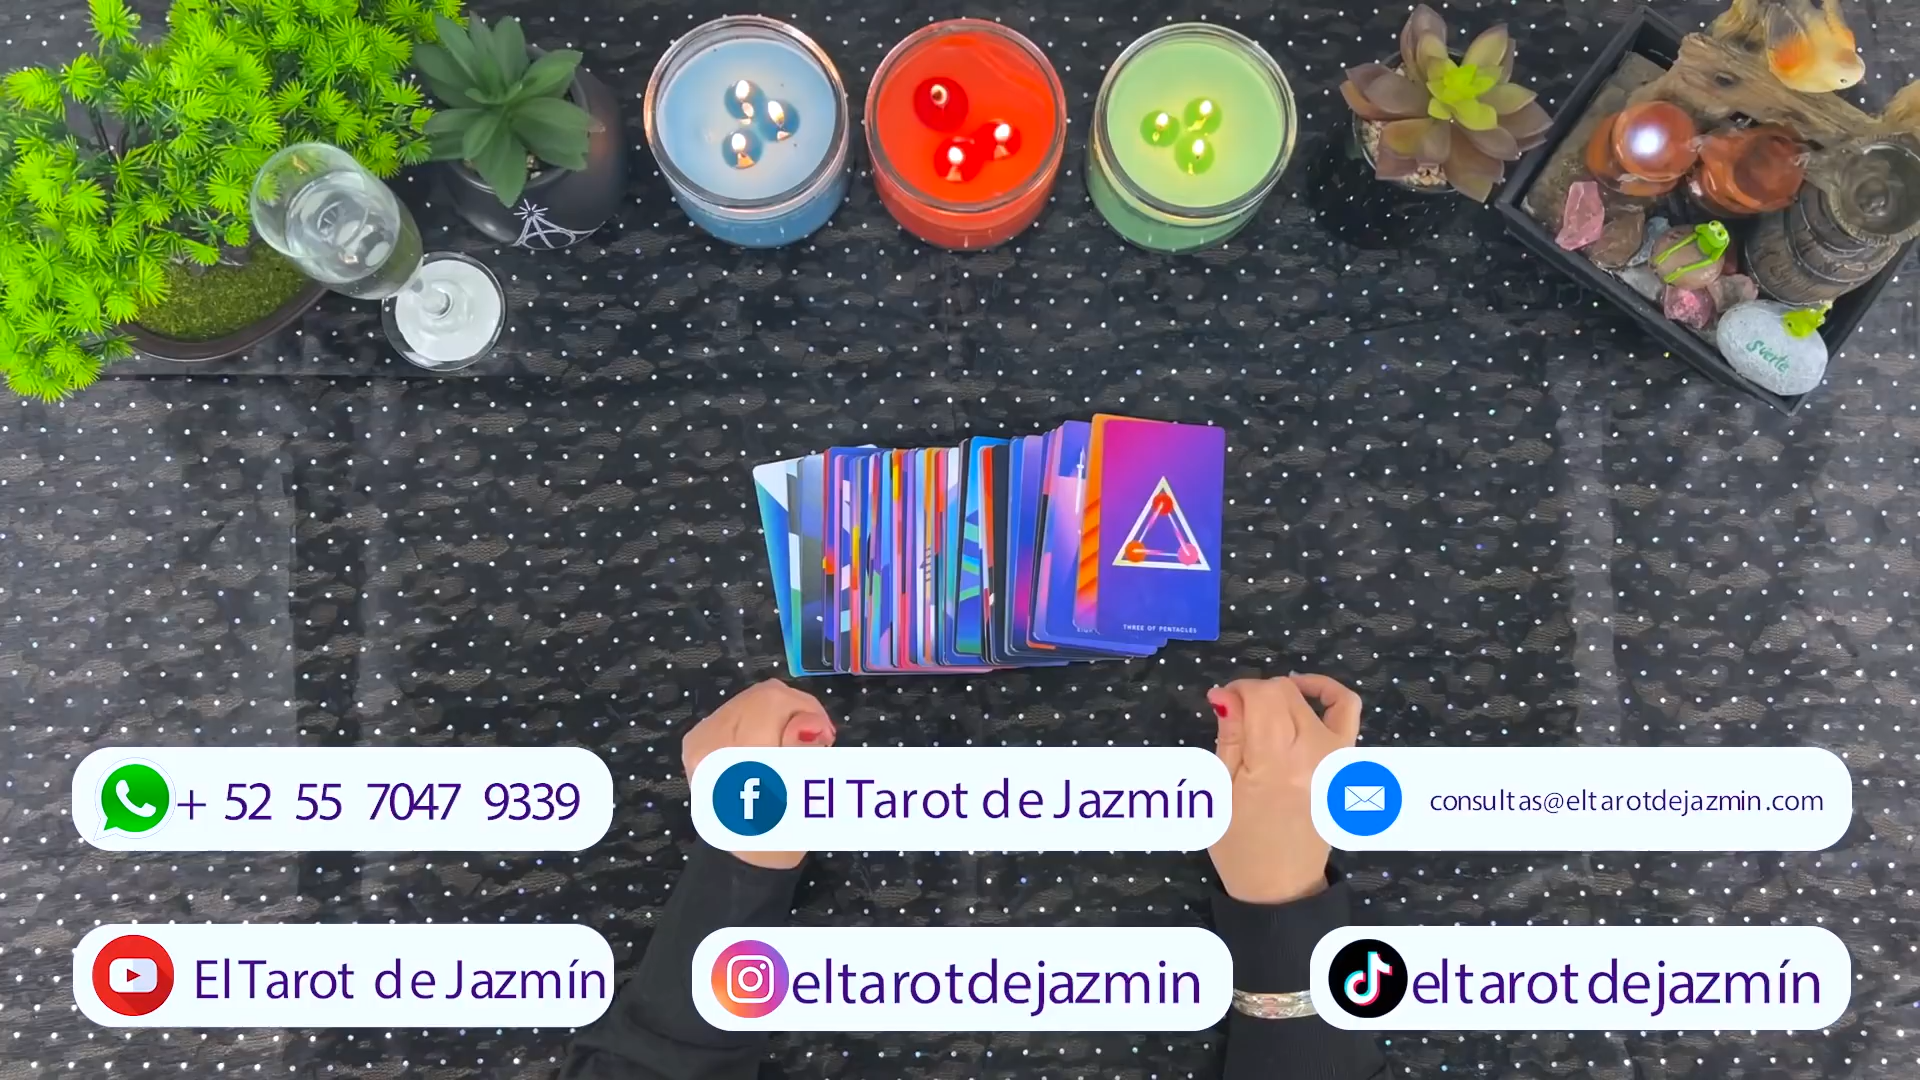 suerte
THREE OF PENTACLES
+ 52 55 7047 9339
El Tarot de Jazmín
consultas@eltarotdejazmin.com
El Tarot de Jazmín
eltarotdejazmin
eltarotdejazmín